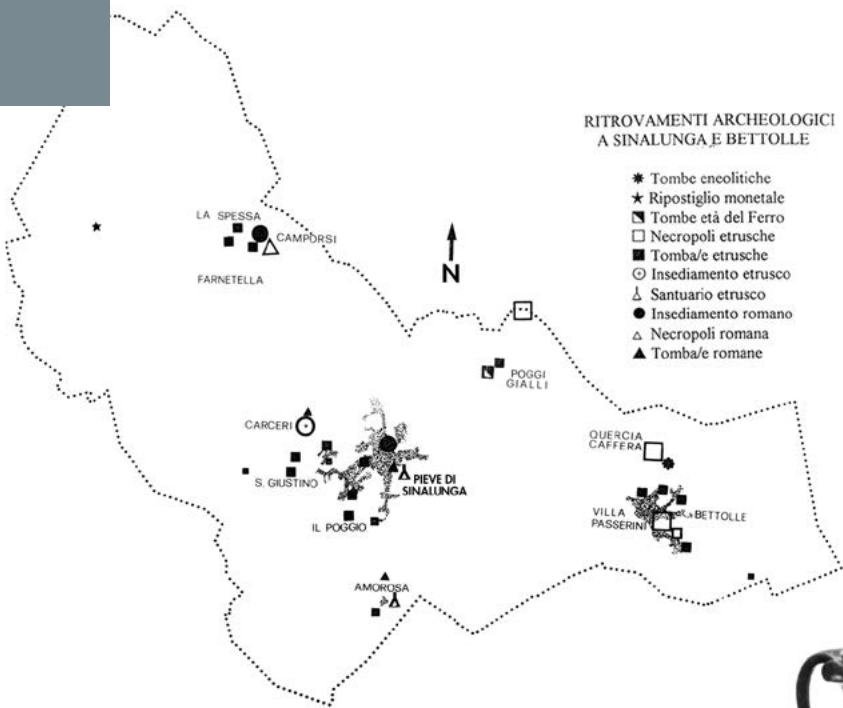 RITROVAMENTI ARCHEOLOGICI
A SINALUNGA E BETTOLLE
Tombe eneolitiche
Ripostiglio monetale
Tombe età del Ferro
Necropoli etrusche
Tomba/e etrusche
Insediamento etrusco
Santuario etrusco
Insediamento romano
Necropoli romana
Tomba/e romane
LA SPESSA
CAMPORSI
FARNETELLA
N
POGGI
GIALLI
CARCERI
S. GIUSTINO
PIEVE DI
SINALUNGA
IL POGGIO
AMOROSA
QUERCIA
CAFFERA
VILLA
PASSERINI
BETTOLLE